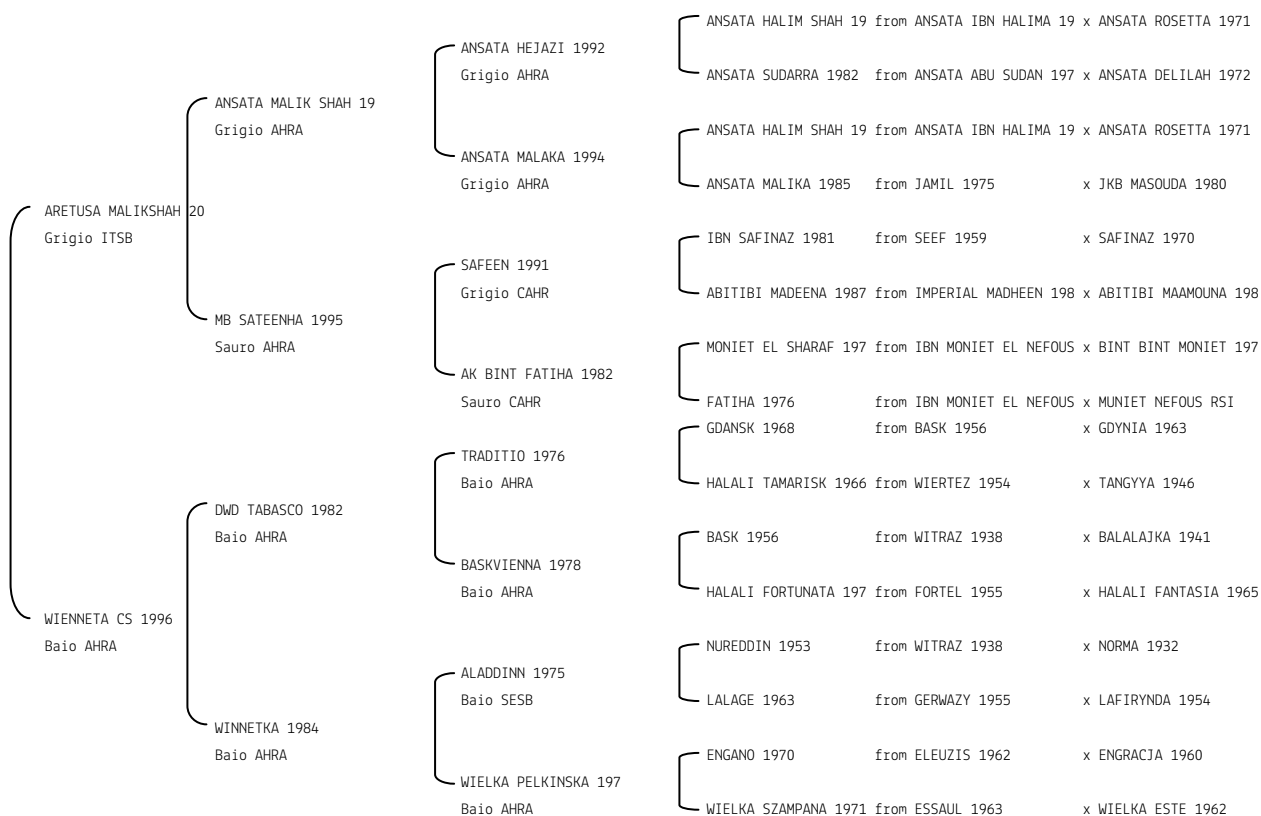 ANSATA HALIM SHAH 19 from ANSATA IBN HALIMA 19 x ANSATA ROSETTA 1971
ANSATA HEJAZI 1992
Grigio AHRA
ANSATA SUDARRA 1982 from ANSATA ABU SUDAN 197 x ANSATA DELILAH 1972
ANSATA MALIK SHAH 19
Grigio AHRA
ANSATA HALIM SHAH 19 from ANSATA IBN HALIMA 19 x ANSATA ROSETTA 1971
ANSATA MALAKA 1994
Grigio AHRA
ANSATA MALIKA 1985 from JAMIL 1975 x JKB MASOUDA 1980
ARETUSA MALIKSHAH 20
Grigio ITSB
IBN SAFINAZ 1981 from SEEF 1959 x SAFINAZ 1970
SAFEEN 1991
Grigio CAHR
ABITIBI MADEENA 1987 from IMPERIAL MADHEEN 198 x ABITIBI MAAMOUNA 198
MB SATEENHA 1995
Sauro AHRA
MONIET EL SHARAF 197 from IBN MONIET EL NEFOUS x BINT BINT MONIET 197
AK BINT FATIHA 1982
Sauro CAHR
FATIHA 1976 from IBN MONIET EL NEFOUS x MUNIET NEFOUS RSI
GDANSK 1968 from BASK 1956 x GDYNIA 1963
TRADITIO 1976
Baio AHRA
HALALI TAMARISK 1966 from WIERTEZ 1954 x TANGYYA 1946
DWD TABASCO 1982
Baio AHRA
BASK 1956 from WITRAZ 1938 x BALALAJKA 1941
BASKVIENNA 1978
Baio AHRA
HALALI FORTUNATA 197 from FORTEL 1955 x HALALI FANTASIA 1965
WIENNETA CS 1996
Baio AHRA
NUREDDIN 1953 from WITRAZ 1938 x NORMA 1932
ALADDINN 1975
Baio SESB
LALAGE 1963 from GERWAZY 1955 x LAFIRYNDA 1954
WINNETKA 1984
Baio AHRA
ENGANO 1970 from ELEUZIS 1962 x ENGRACJA 1960
WIELKA PELKINSKA 197
Baio AHRA
WIELKA SZAMPANA 1971 from ESSAUL 1963 x WIELKA ESTE 1962